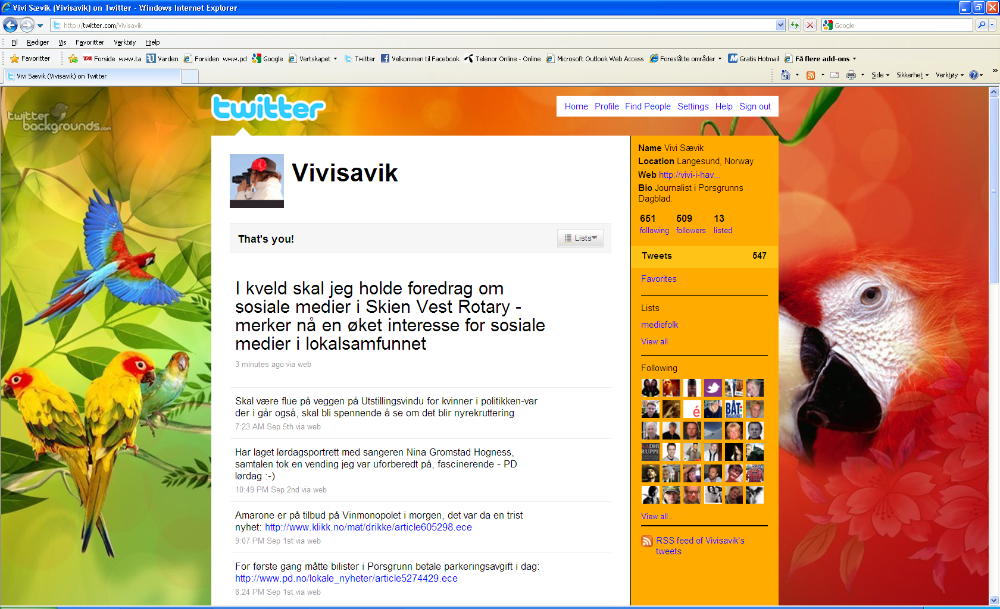 Vivi Sævik (Vivisavik) on Twitter - Windows Internet Explorer
http://twitter.com/Vivisavik
Google
Fil Rediger Vis Favoritter Verktøy Hjelp
Favoritter Forside www.ta Varden Forsiden www.pd Google Vertskapet Twitter Velkommen til Facebook Telenor Online - Online Microsoft Outlook Web Access Foreslåtte områder Gratis Hotmail Få flere add-ons
Vivi Sævik (Vivisavik) on Twitter
Side Sikkerhet Verktøy
twitter
backgrounds.com
twitter
Home Profile Find People Settings Help Sign out
Vivisavik
That's you!
Lists
I kveld skal jeg holde foredrag om
sosiale medier i Skien Vest Rotary -
merker nå en øket interesse for sosiale
medier i lokalsamfunnet
3 minutes ago via web
Skal være flue på veggen på Utstillingsvindu for kvinner i politikken-var
der i går også, skal bli spennende å se om det blir nyrekruttering
7:23 AM Sep 5th via web
Har laget lørdagsportrett med sangeren Nina Gromstad Hogness,
samtalen tok en vending jeg var uforberedt på, fascinerende - PD
lørdag :-)
10:49 PM Sep 2nd via web
Amarone er på tilbud på Vinmonopolet i morgen, det var da en trist
nyhet: http://www.klikk.no/mat/drikke/article605298.ece
9:07 PM Sep 1st via web
For første gang måtte bilister i Porsgrunn betale parkeringsavgift i dag:
http://www.pd.no/lokale_nyheter/article5274429.ece
8:24 PM Sep 1st via web
Name Vivi Sævik
Location Langesund, Norway
Web http://vivi-i-hav...
Bio Journalist i Porsgrunns
Dagblad.
651 509 13
following followers listed
Tweets 547
Favorites
Lists
mediefolk
View all
Following
é
BÅT
MAGASINET
View all...
RSS feed of Vivisavik's
tweets